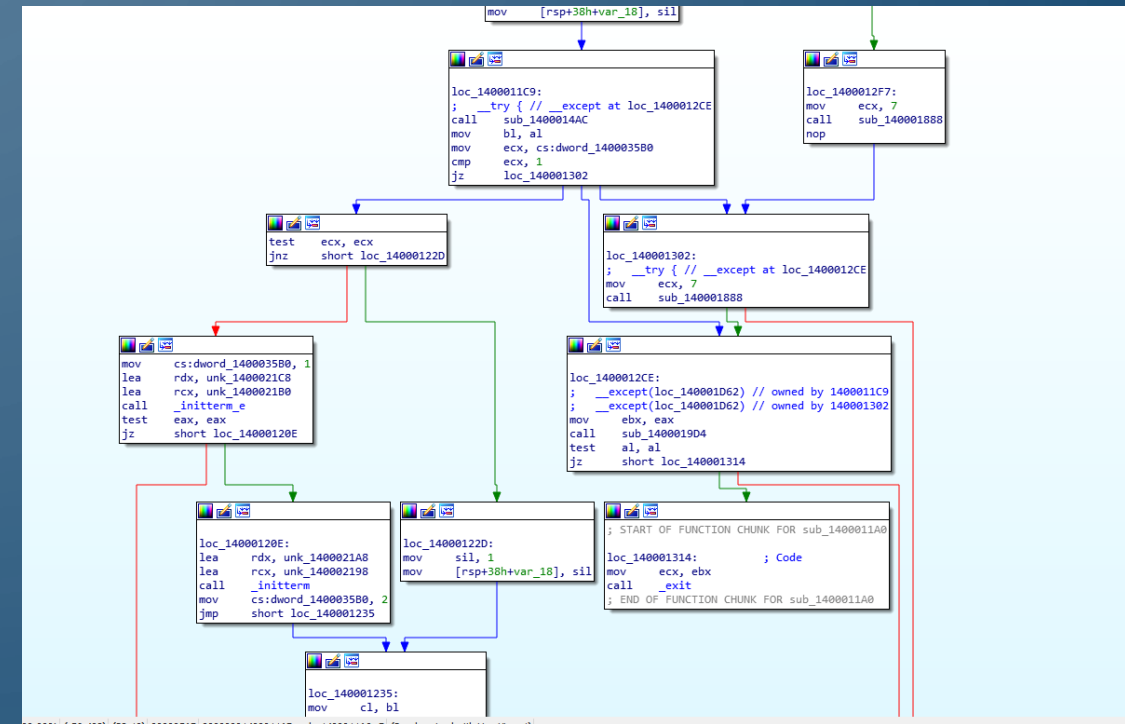 mov [rsp+38h+var_18], sil
loc_1400011C9:
; __try { // __except at loc_1400012CE
call sub_1400014AC
mov bl, al
mov ecx, cs:dword_1400035B0
cmp ecx, 1
jz loc_140001302
loc_1400012F7:
mov ecx, 7
call sub_140001888
nop
test ecx, ecx
jnz short loc_14000122D
loc_140001302:
; __try { // __except at loc_1400012CE
mov ecx, 7
call sub_140001888
mov cs:dword_1400035B0, 1
lea rdx, unk_1400021C8
lea rcx, unk_1400021B0
call _initterm_e
test eax, eax
jz short loc_14000120E
loc_1400012CE:
; __except(loc_140001D62) // owned by 1400011C9
; __except(loc_140001D62) // owned by 140001302
mov ebx, eax
call sub_1400019D4
test al, al
jz short loc_140001314
loc_14000120E:
lea rdx, unk_1400021A8
lea rcx, unk_140002198
call _initterm
mov cs:dword_1400035B0, 2
jmp short loc_140001235
loc_14000122D:
mov sil, 1
mov [rsp+38h+var_18], sil
; START OF FUNCTION CHUNK FOR sub_1400011A0
loc_140001314: ; Code
mov ecx, ebx
call _exit
; END OF FUNCTION CHUNK FOR sub_1400011A0
loc_140001235:
mov cl, bl